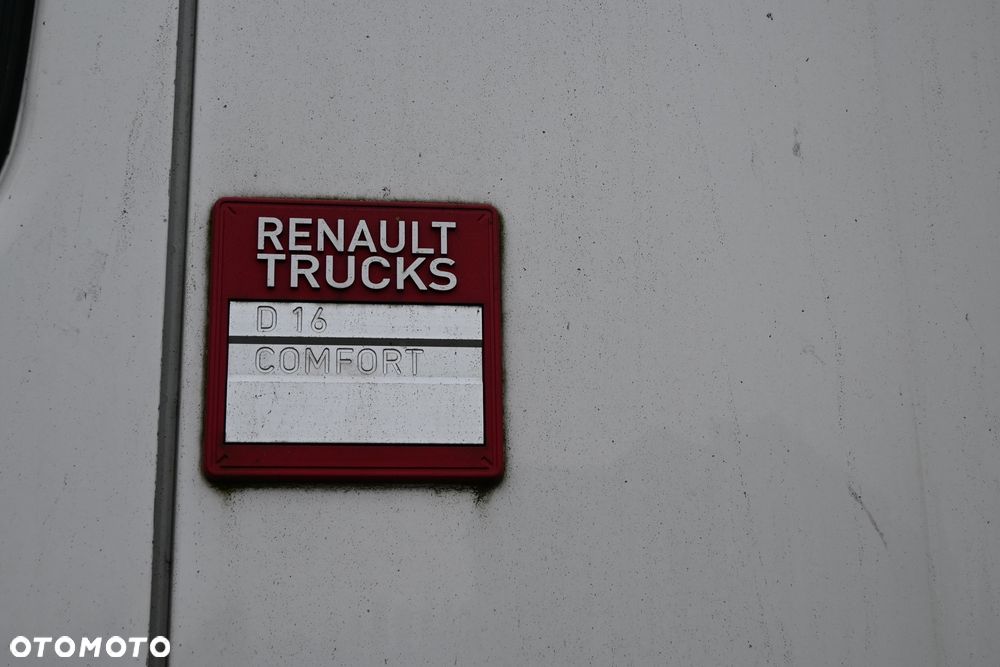 RENAULT
TRUCKS
D 16
COMFORT
OTOMOTO